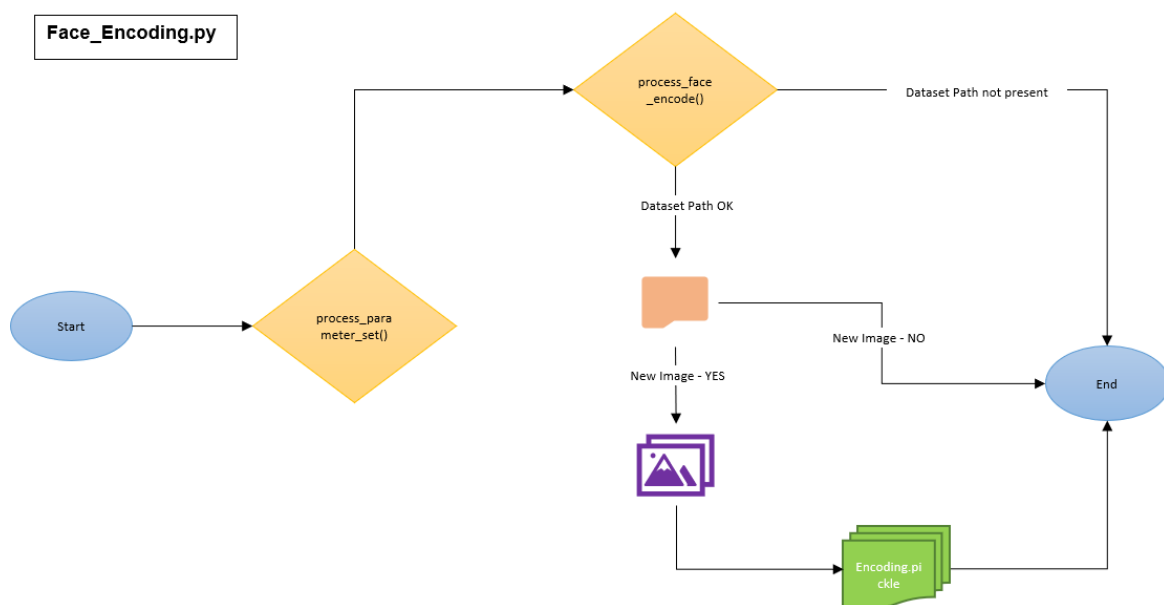 Face_Encoding.py
process_face
_encode()
Dataset Path not present
Dataset Path OK
Start
process_para
meter_set()
New Image - NO
New Image - YES
End
Encoding.pi
ckle